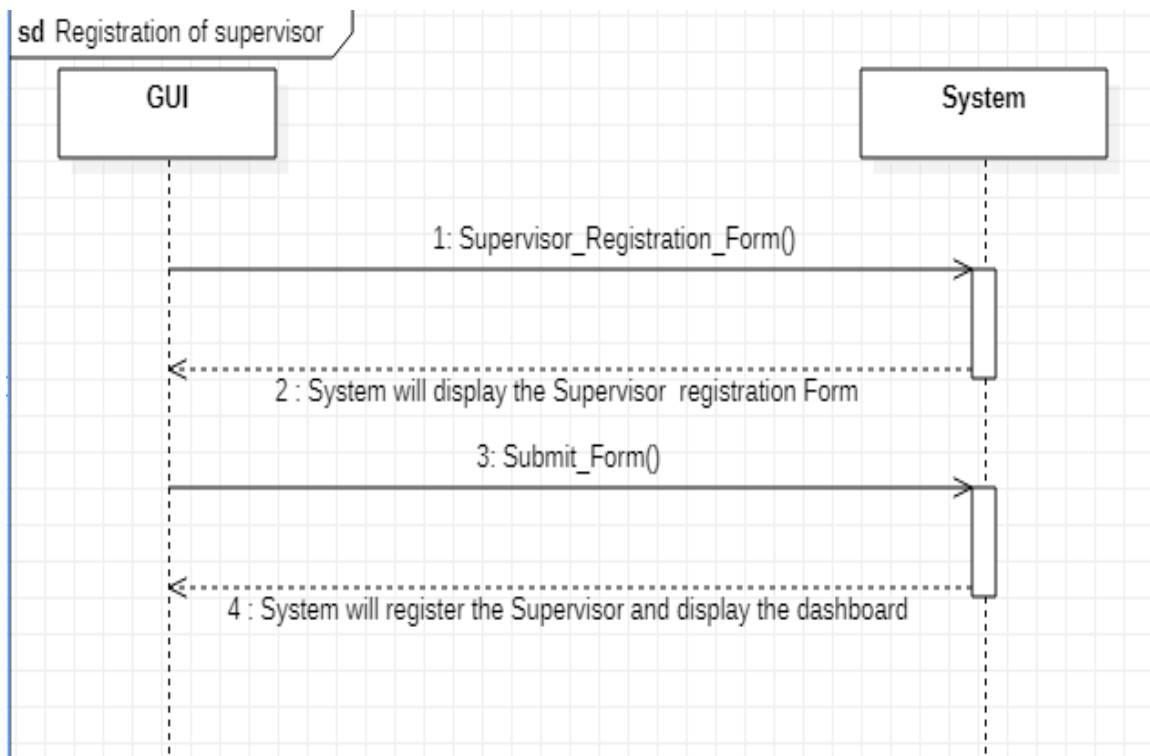 sd Registration of supervisor
GUI
System
1: Supervisor_Registration_Form()
2 : System will display the Supervisor registration Form
3: Submit_Form()
4 : System will register the Supervisor and display the dashboard